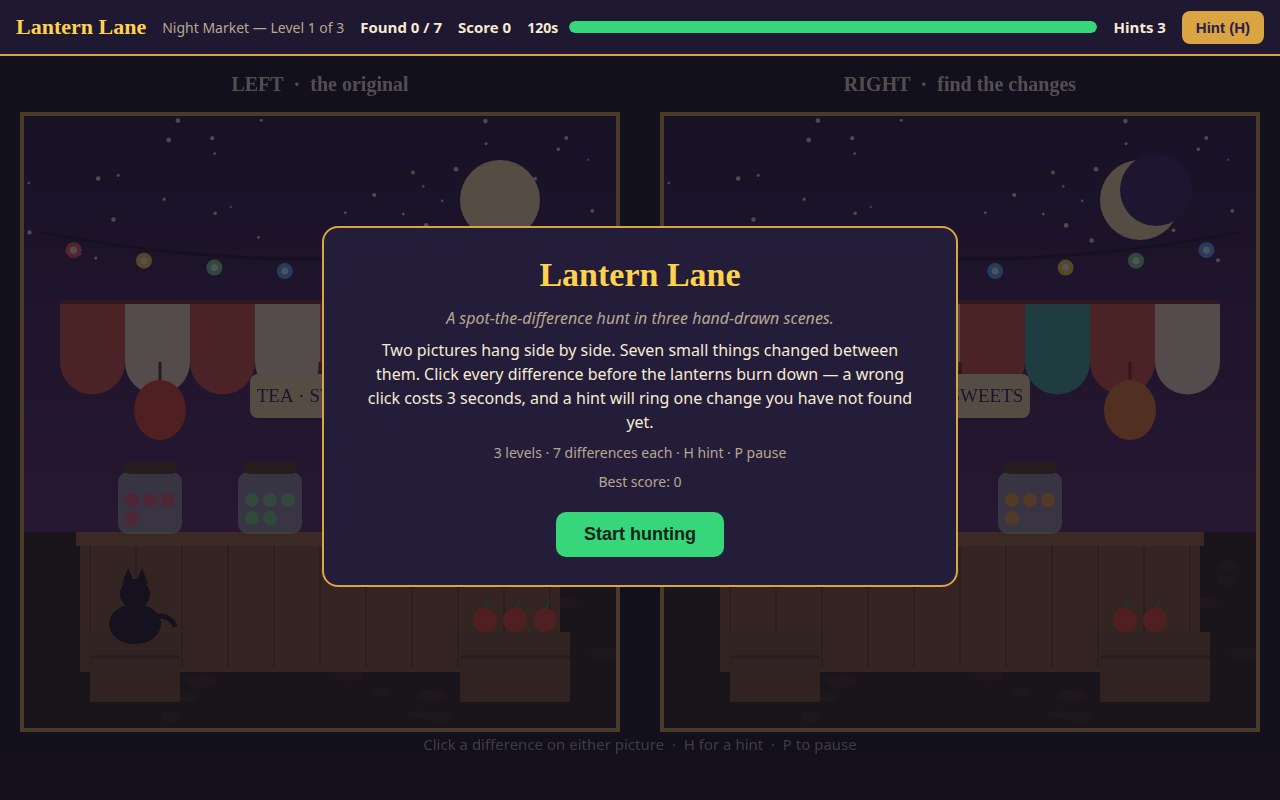 Lantern Lane Night Market — Level 1 of 3 Found 0 / 7 Score 0 120s Hints 3 Hint (H)
LEFT · the original
RIGHT · find the changes
Lantern Lane
A spot-the-difference hunt in three hand-drawn scenes.
Two pictures hang side by side. Seven small things changed between
them. Click every difference before the lanterns burn down — a wrong
click costs 3 seconds, and a hint will ring one change you have not found
yet.
3 levels · 7 differences each · H hint · P pause
Best score: 0
Start hunting
TEA · S
WEETS
Click a difference on either picture · H for a hint · P to pause